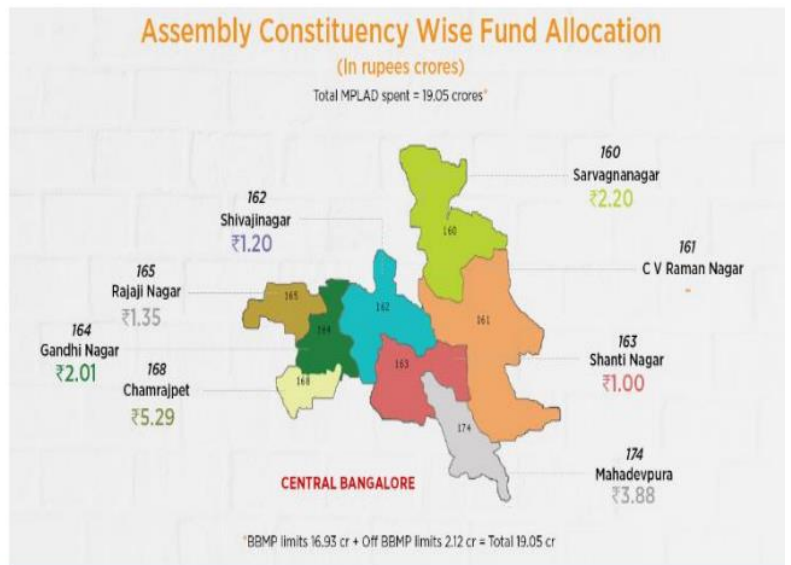 Assembly Constituency Wise Fund Allocation
(In rupees crores)
Total MPLAD spent = 19.05 crores*
160
Sarvagnanagar
₹2.20
162
Shivajinagar
₹1.20
161
C V Raman Nagar
-
165
Rajaji Nagar
₹1.35
164
Gandhi Nagar
₹2.01
163
Shanti Nagar
₹1.00
168
Chamrajpet
₹5.29
174
Mahadevpura
₹3.88
160
165
162
164
161
163
168
174
CENTRAL BANGALORE
*BBMP limits 16.93 cr + Off BBMP limits 2.12 cr = Total 19.05 cr